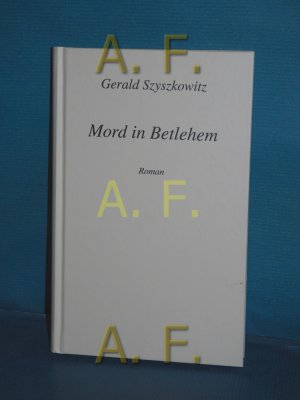 A. F.
Gerald Szyszkowitz
Mord in Betlehem
Roman
A. F.
A. F.